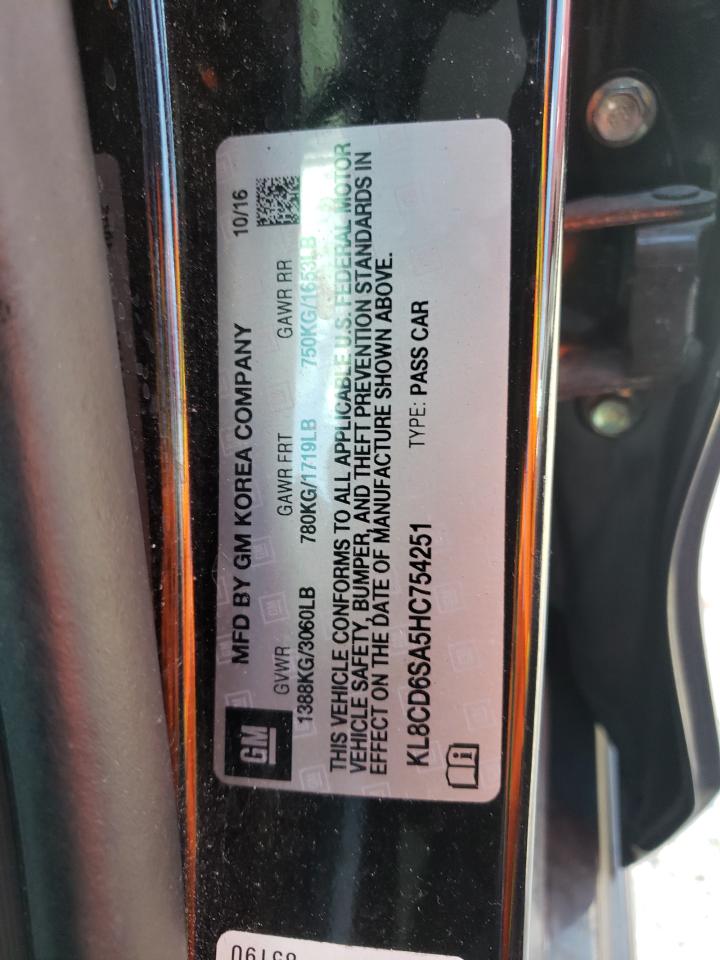 GM
MFD BY GM KOREA COMPANY 10/16
GVWR GAWR FRT GAWR RR
1388KG/3060LB 780KG/1719LB 750KG/1653LB
THIS VEHICLE CONFORMS TO ALL APPLICABLE U.S. FEDERAL MOTOR
VEHICLE SAFETY, BUMPER, AND THEFT PREVENTION STANDARDS IN
EFFECT ON THE DATE OF MANUFACTURE SHOWN ABOVE.
KL8CD6SA5HC754251 TYPE: PASS CAR